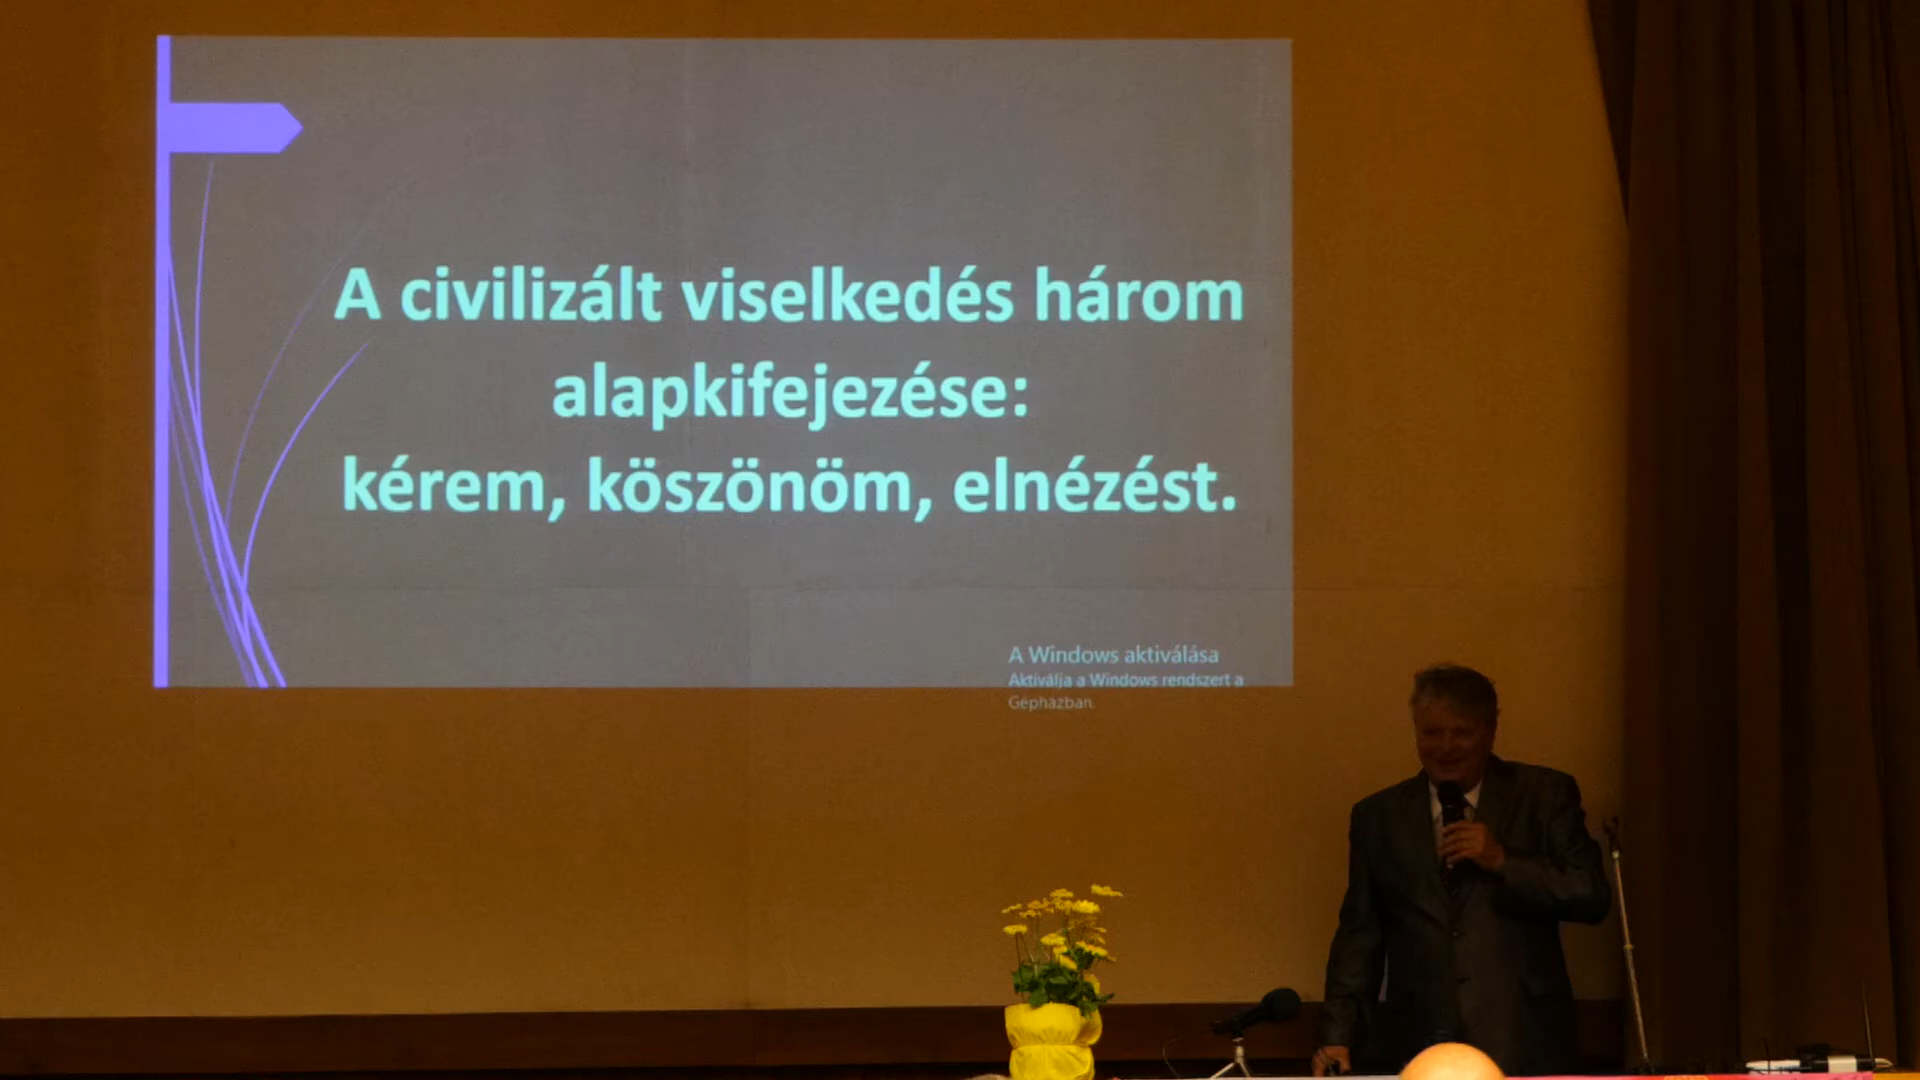 A civilizált viselkedés három
alapkifejezése:
kérem, köszönöm, elnézést.
A Windows aktiválása
Aktiválja a Windows rendszert a
Gépházban.